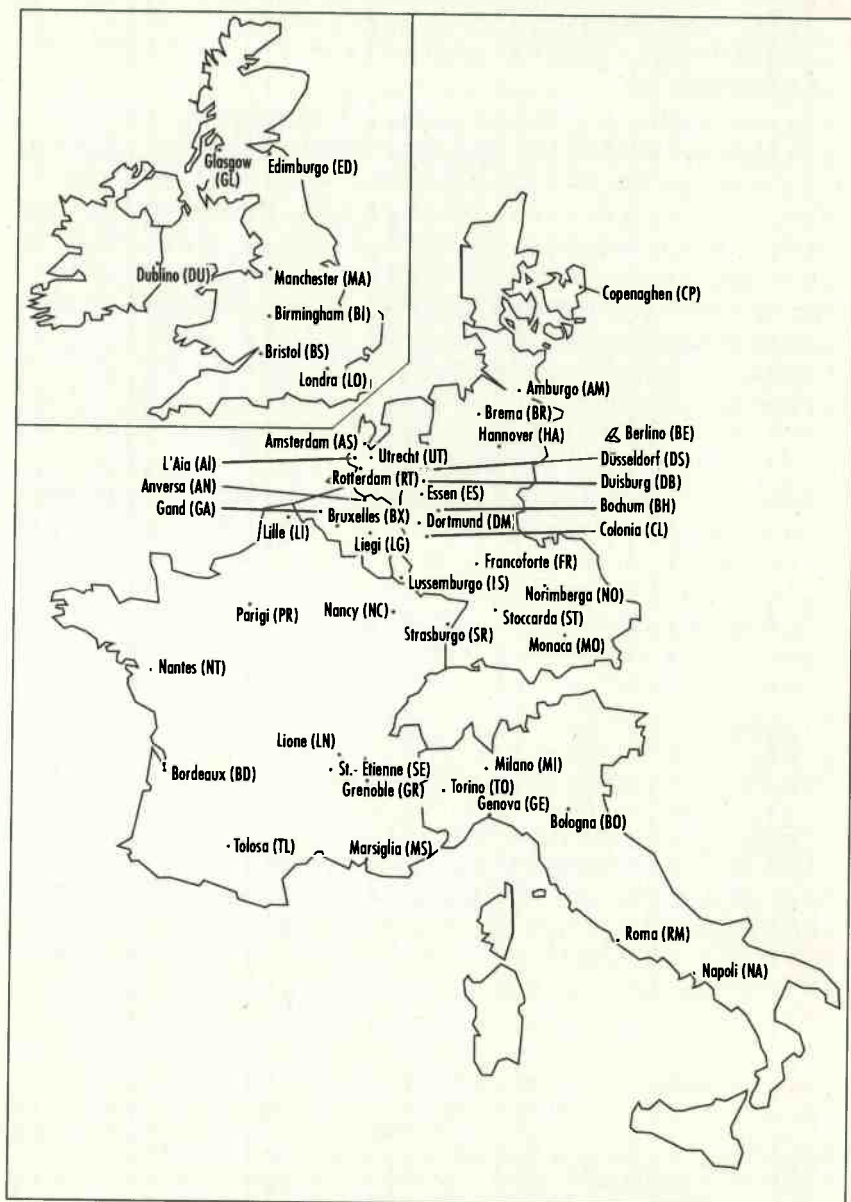 Glasgow
(GL)
Edimburgo (ED)
Dublino (DU)
Manchester (MA)
Birmingham (BI)
Bristol (BS)
Londra (LO)
Copenaghen (CP)
Amburgo (AM)
Brema (BR)
Hannover (HA)
Berlino (BE)
Amsterdam (AS)
Utrecht (UT)
L'Aia (AI)
Düsseldorf (DS)
Rotterdam (RT)
Duisburg (DB)
Anversa (AN)
Essen (ES)
Gand (GA)
Bochum (BH)
Bruxelles (BX)
Dortmund (DM)
Colonia (CL)
Lille (LI)
Liegi (LG)
Francoforte (FR)
Lussemburgo (LS)
Norimberga (NO)
Parigi (PR)
Nancy (NC)
Stoccarda (ST)
Strasburgo (SR)
Monaca (MO)
Nantes (NT)
Lione (LN)
Bordeaux (BD)
St.- Etienne (SE)
Milano (MI)
Grenoble (GR)
Torino (TO)
Genova (GE)
Bologna (BO)
Tolosa (TL)
Marsiglia (MS)
Roma (RM)
Napoli (NA)